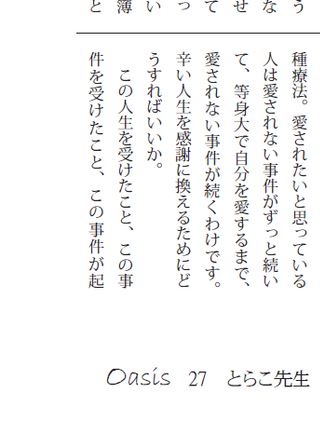 う
な
せ
て
っ
い
簿
と
種療法。愛されたいと思っている
人は愛されない事件がずっと続い
て、等身大で自分を愛するまで、
愛されない事件が続くわけです。
辛い人生を感謝に換えるためにど
うすればいいか。
　この人生を受けたこと、この事
件を受けたこと、この事件が起
Oasis 27 とらこ先生